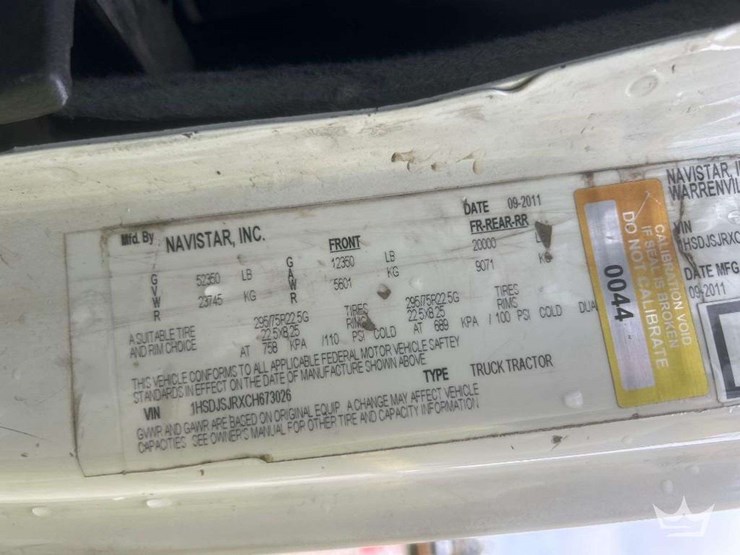 Mfd. By NAVISTAR, INC.
DATE 09-2011
FRONT
FR-REAR-RR
GVWR 52350 LB
23745 KG
GAWR 12350 LB
5601 KG
20000
9071 KG
A SUITABLE TIRE
AND RIM CHOICE
295/75R22.5G TIRES
22.5X8.25
AT 758 KPA /110 PSI COLD
295/75R22.5G TIRES
22.5X8.25 RIMS
AT 689 KPA /100 PSI COLD DUAL
THIS VEHICLE CONFORMS TO ALL APPLICABLE FEDERAL MOTOR VEHICLE SAFTEY
STANDARDS IN EFFECT ON THE DATE OF MANUFACTURE SHOWN ABOVE
VIN 1HSDJSJRXCH673026
TYPE TRUCK TRACTOR
GVWR AND GAWR ARE BASED ON ORIGINAL EQUIP. A CHANGE MAY AFFECT VEHICLE
CAPACITIES SEE OWNER'S MANUAL FOR OTHER TIRE AND CAPACITY INFORMATION
CALIBRATION VOID
IF SEAL IS BROKEN
DO NOT CALIBRATE
0044
NAVISTAR, I
WARRENVIL
VIN
1HSDJSJRXC
DATE MFG
09-2011